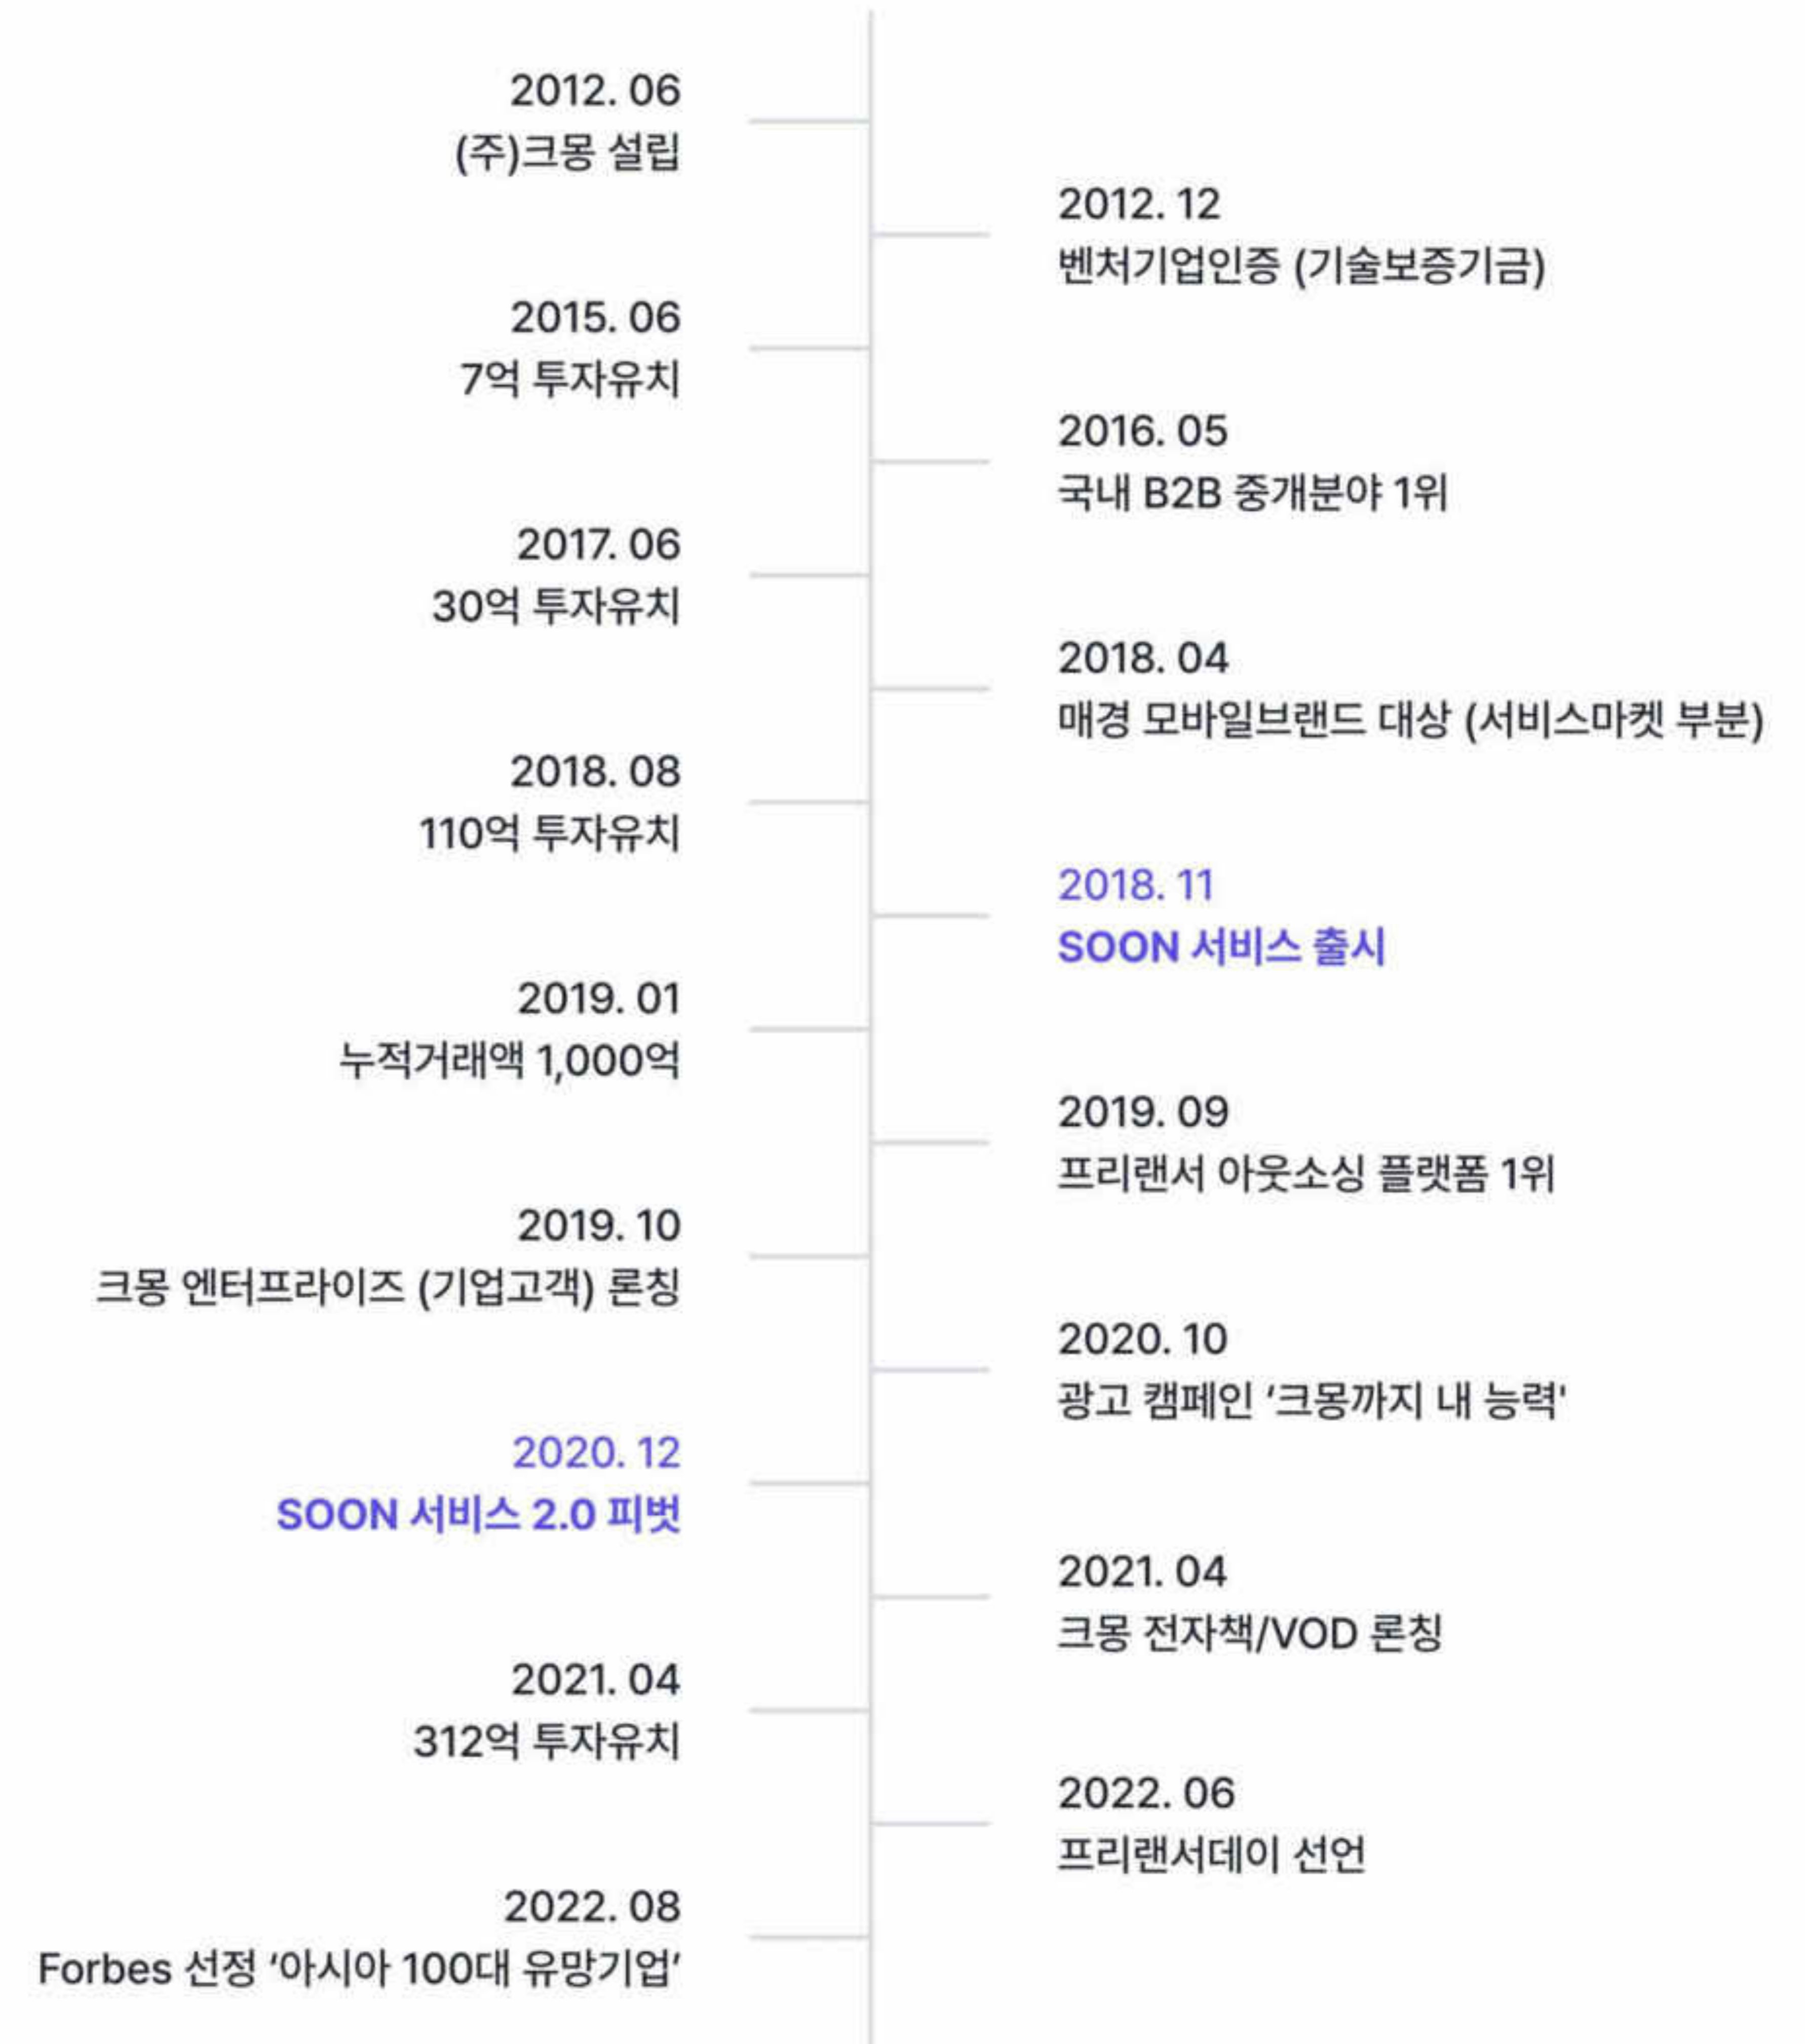 2012. 06
(주)크몽 설립
2012. 12
벤처기업인증 (기술보증기금)
2015. 06
7억 투자유치
2016. 05
국내 B2B 중개분야 1위
2017. 06
30억 투자유치
2018. 04
매경 모바일브랜드 대상 (서비스마켓 부분)
2018. 08
110억 투자유치
2018. 11
SOON 서비스 출시
2019. 01
누적거래액 1,000억
2019. 09
프리랜서 아웃소싱 플랫폼 1위
2019. 10
크몽 엔터프라이즈 (기업고객) 론칭
2020. 10
광고 캠페인 ‘크몽까지 내 능력'
2020. 12
SOON 서비스 2.0 피벗
2021. 04
크몽 전자책/VOD 론칭
2021. 04
312억 투자유치
2022. 06
프리랜서데이 선언
2022. 08
Forbes 선정 ‘아시아 100대 유망기업’